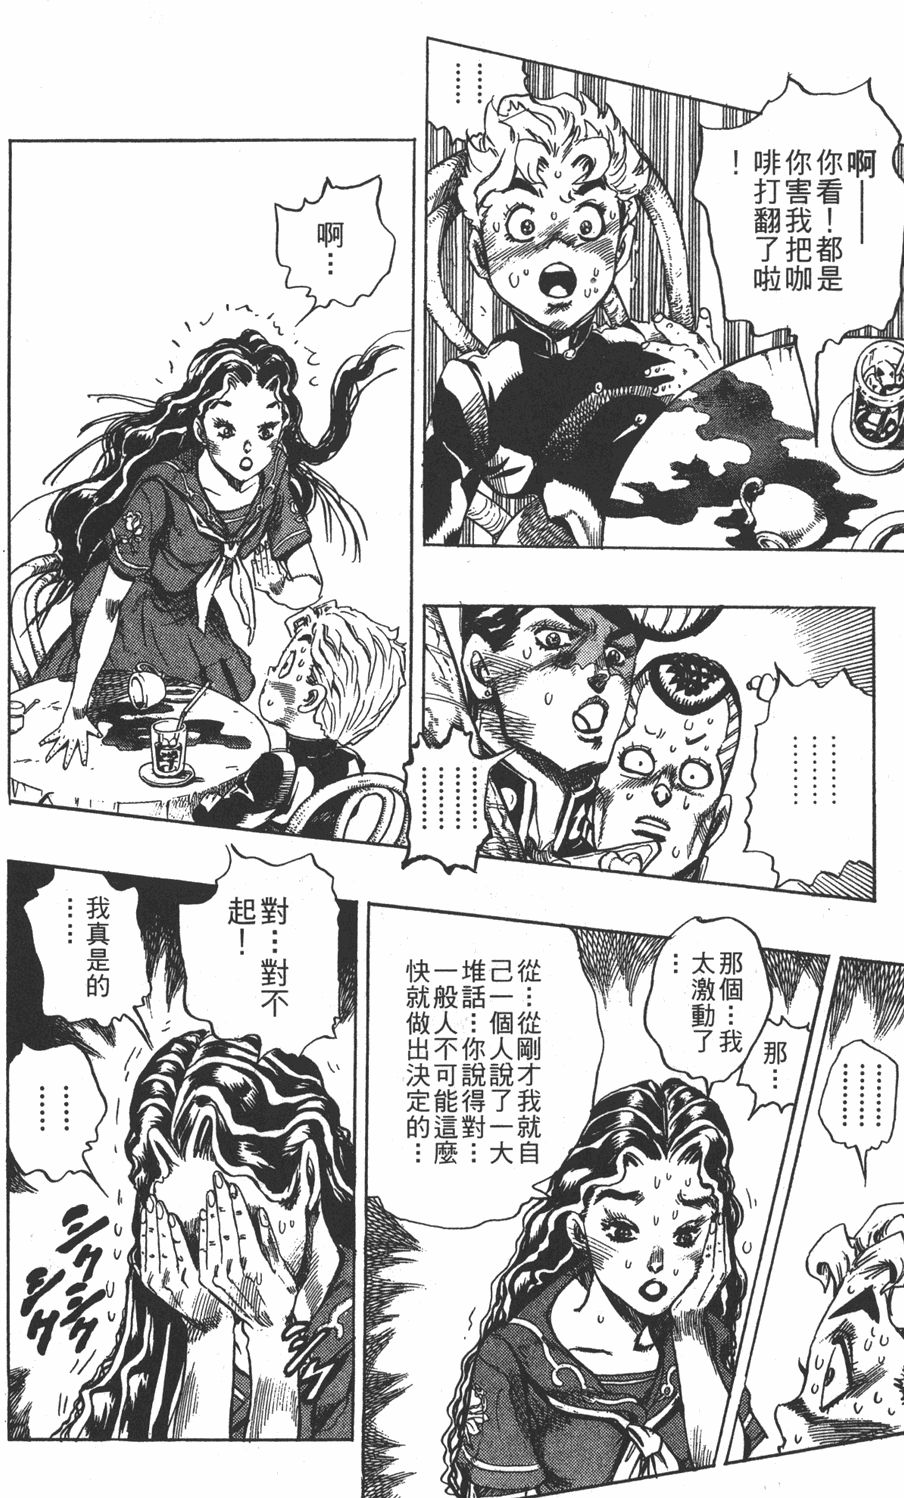 啊——
你看！都是
你害我把咖
啡打翻了啦
！
……
啊…
…………
…………
…………
那…
那個…我
太激動了
…
從…從剛才我就自
己一個人說了一大
堆話…你說得對…
一般人不可能這麼
快就做出決定的…
對…對不
起！
我真是的
……
……
シクシク
シクシク